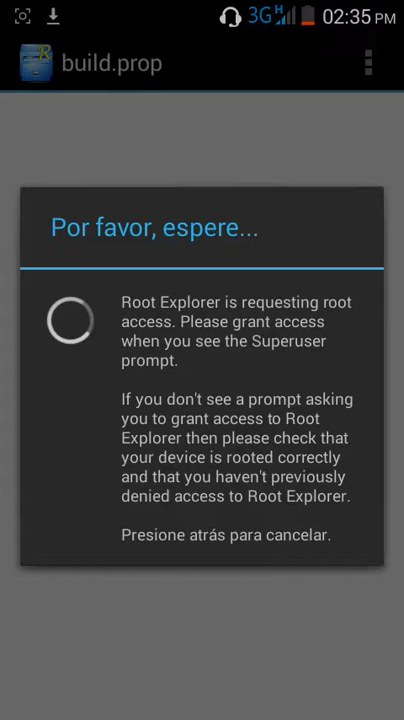 3G H 02:35 PM
build.prop
Por favor, espere...
Root Explorer is requesting root
access. Please grant access
when you see the Superuser
prompt.
If you don't see a prompt asking
you to grant access to Root
Explorer then please check that
your device is rooted correctly
and that you haven't previously
denied access to Root Explorer.
Presione atrás para cancelar.